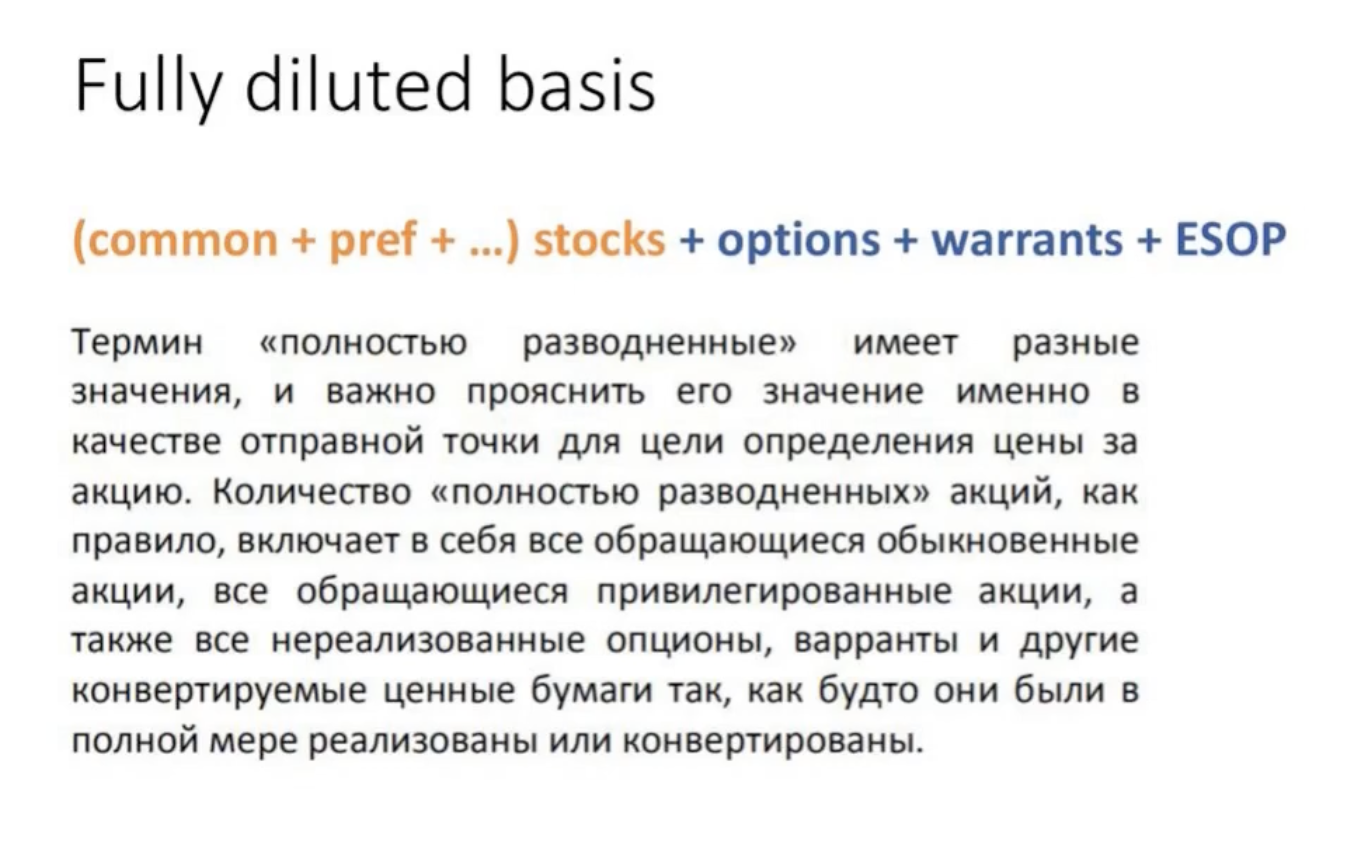 Fully diluted basis
(common + pref + ...) stocks + options + warrants + ESOP
Термин «полностью разводненные» имеет разные
значения, и важно прояснить его значение именно в
качестве отправной точки для цели определения цены за
акцию. Количество «полностью разводненных» акций, как
правило, включает в себя все обращающиеся обыкновенные
акции, все обращающиеся привилегированные акции, а
также все нереализованные опционы, варранты и другие
конвертируемые ценные бумаги так, как будто они были в
полной мере реализованы или конвертированы.